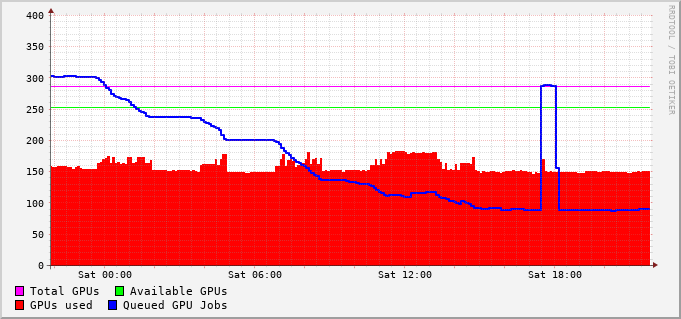 400
350
300
250
200
150
100
50
0
Sat 00:00 Sat 06:00 Sat 12:00 Sat 18:00
Total GPUs Available GPUs
GPUs used Queued GPU Jobs
RRDTOOL / TOBI OETIKER